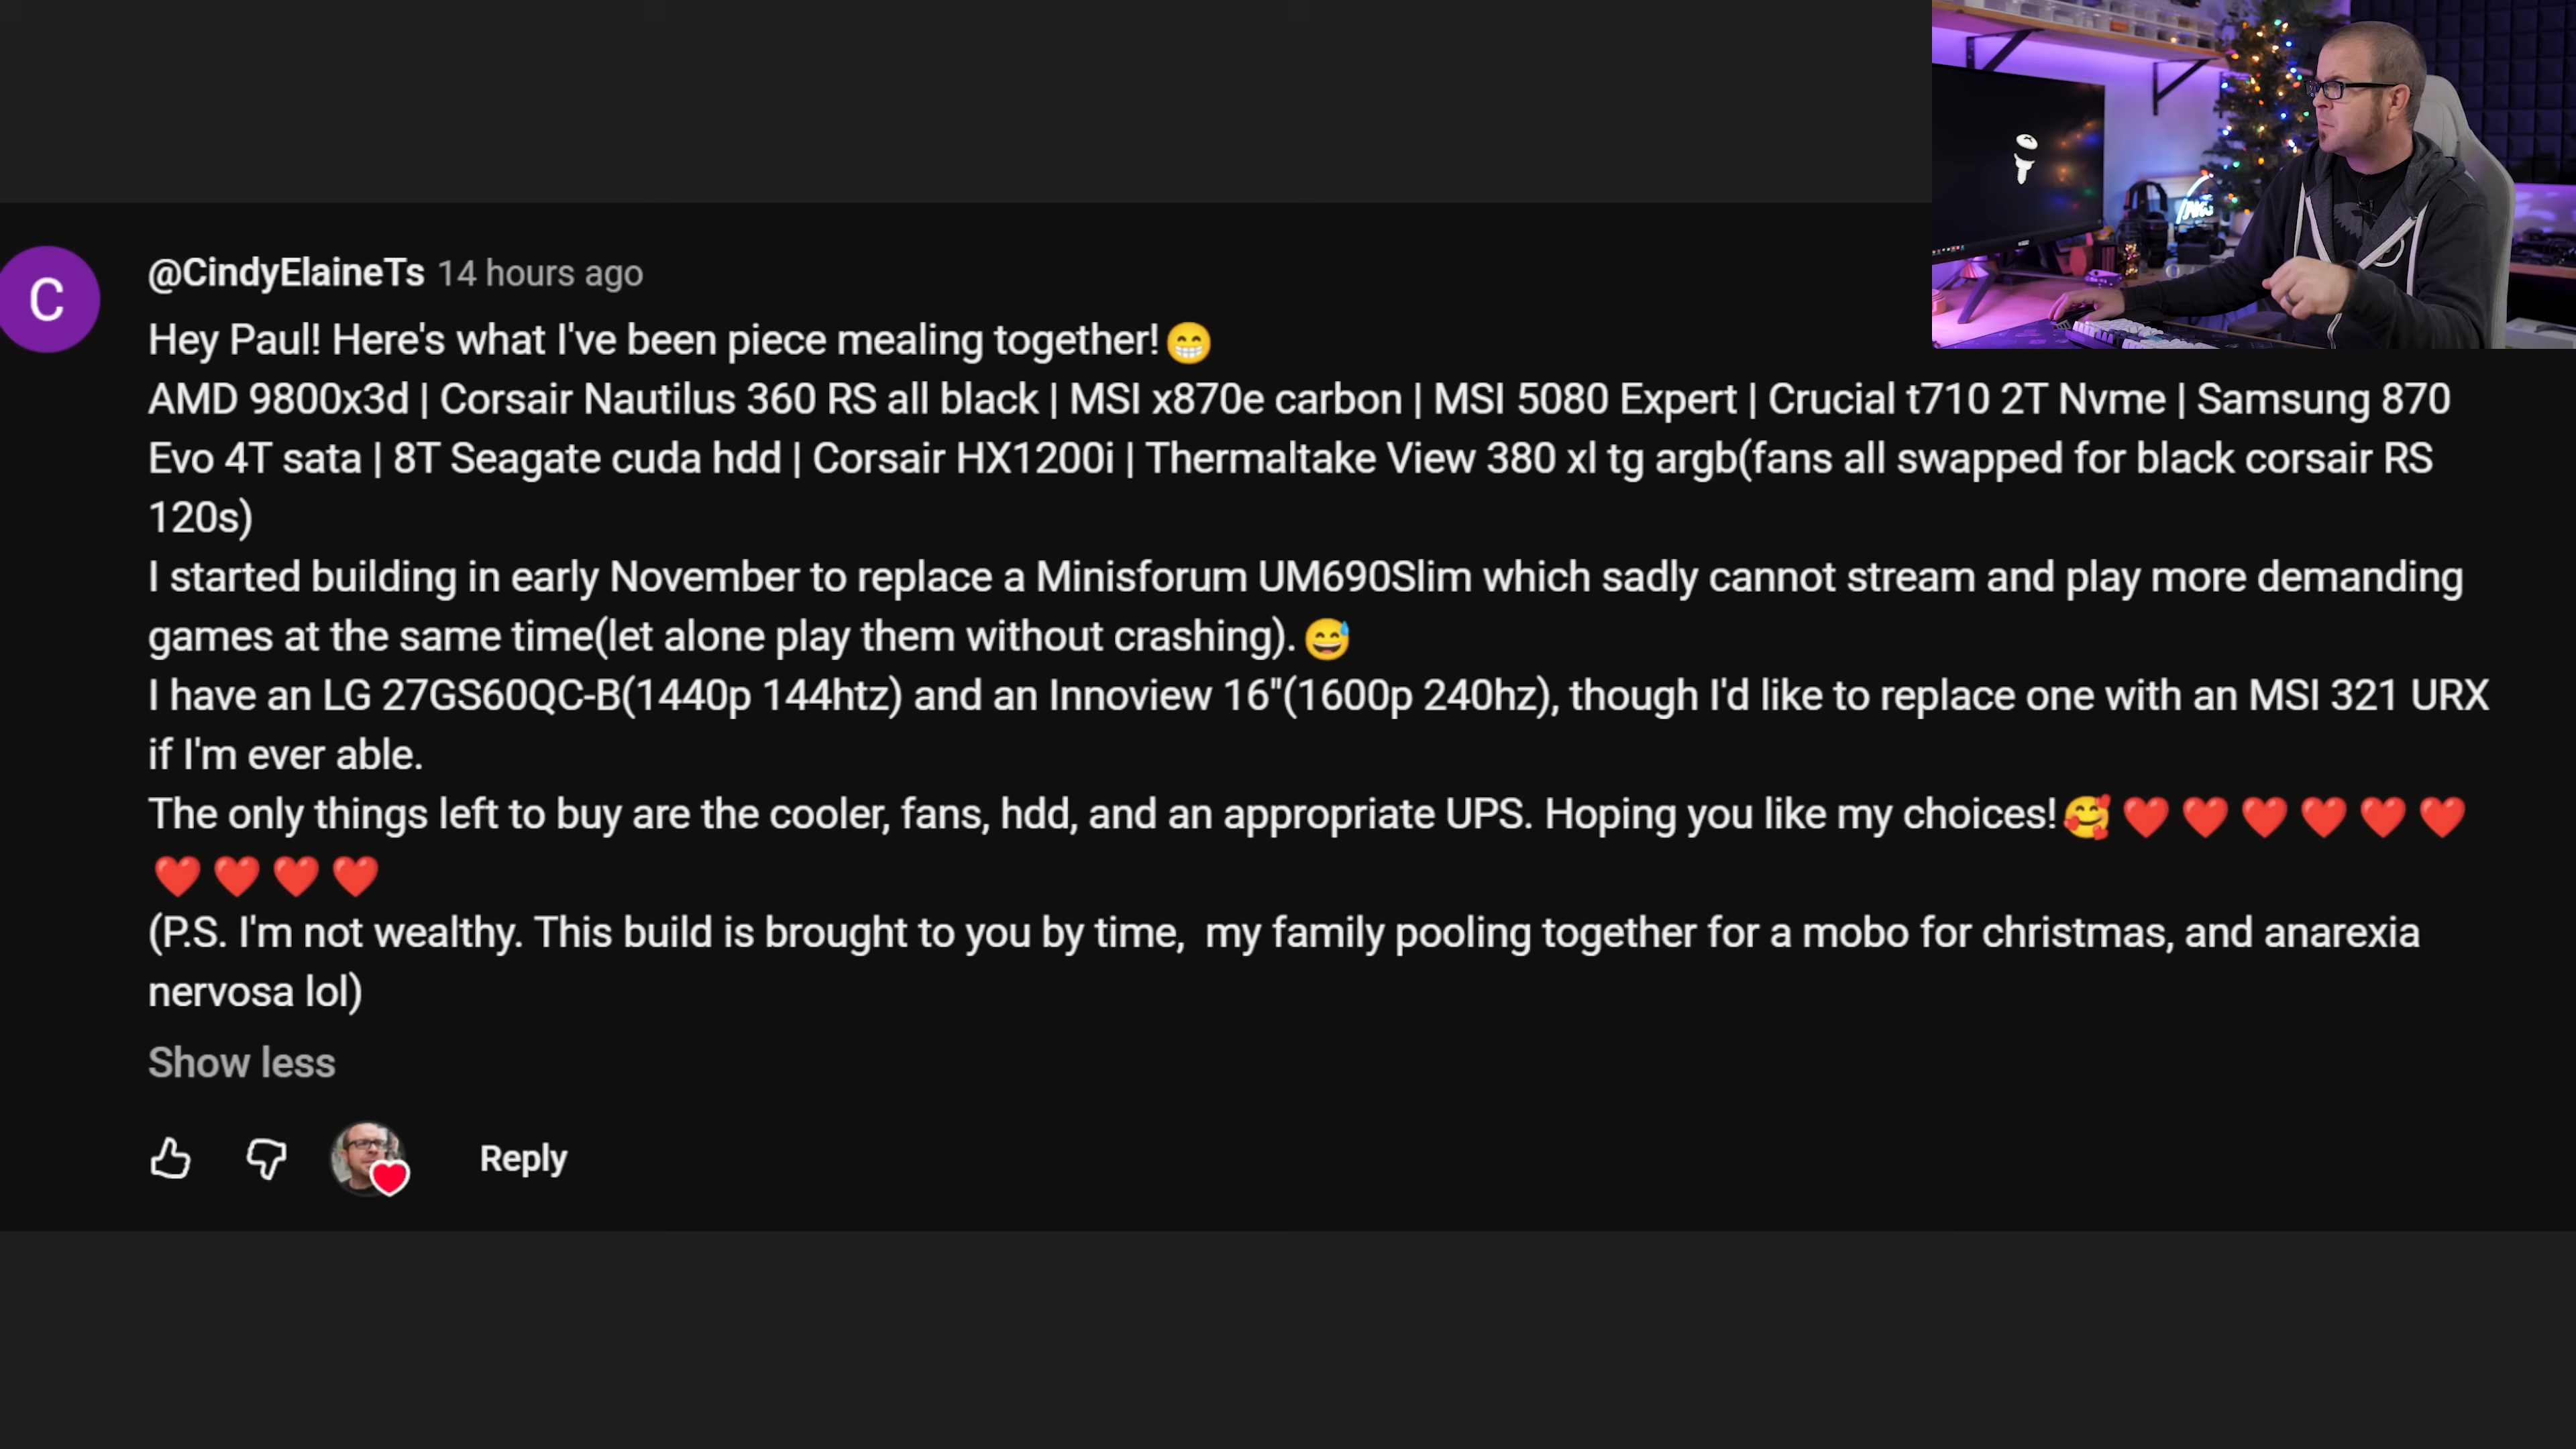 C
@CindyElaineTs 14 hours ago
Hey Paul! Here's what I've been piece mealing together!😁
AMD 9800x3d | Corsair Nautilus 360 RS all black | MSI x870e carbon | MSI 5080 Expert | Crucial t710 2T Nvme | Samsung 870
Evo 4T sata | 8T Seagate cuda hdd | Corsair HX1200i | Thermaltake View 380 xl tg argb(fans all swapped for black corsair RS
120s)
I started building in early November to replace a Minisforum UM690Slim which sadly cannot stream and play more demanding
games at the same time(let alone play them without crashing).😅
I have an LG 27GS60QC-B(1440p 144htz) and an Innoview 16"(1600p 240hz), though I'd like to replace one with an MSI 321 URX
if I'm ever able.
The only things left to buy are the cooler, fans, hdd, and an appropriate UPS. Hoping you like my choices!🥰❤️❤️❤️❤️❤️❤️
❤️❤️❤️❤️
(P.S. I'm not wealthy. This build is brought to you by time,  my family pooling together for a mobo for christmas, and anarexia
nervosa lol)
Show less
Reply